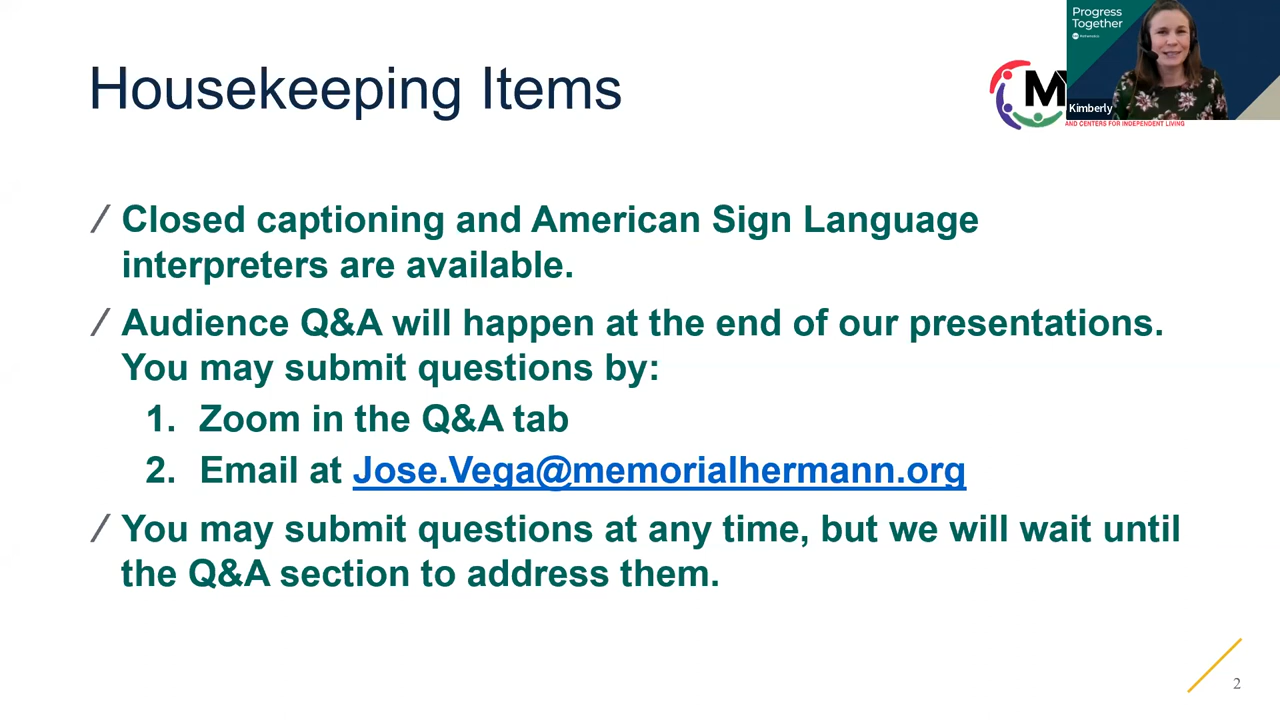 Progress
Together
Housekeeping Items
M
Kimberly
AND CENTERS FOR INDEPENDENT LIVING
/ Closed captioning and American Sign Language
interpreters are available.
/ Audience Q&A will happen at the end of our presentations.
You may submit questions by:
1. Zoom in the Q&A tab
2. Email at Jose.Vega@memorialhermann.org
/ You may submit questions at any time, but we will wait until
the Q&A section to address them.
2